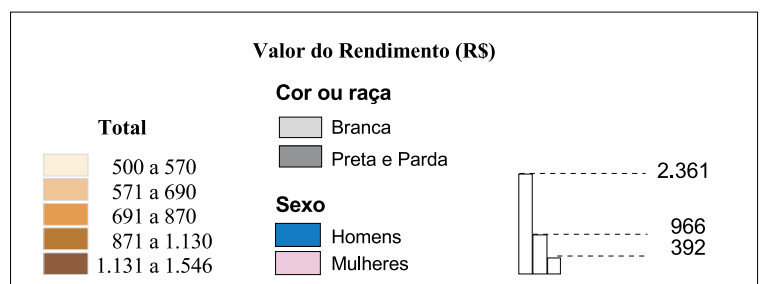 Valor do Rendimento (R$)
Total
500 a 570
571 a 690
691 a 870
871 a 1.130
1.131 a 1.546
Cor ou raça
Branca
Preta e Parda
Sexo
Homens
Mulheres
2.361
966
392